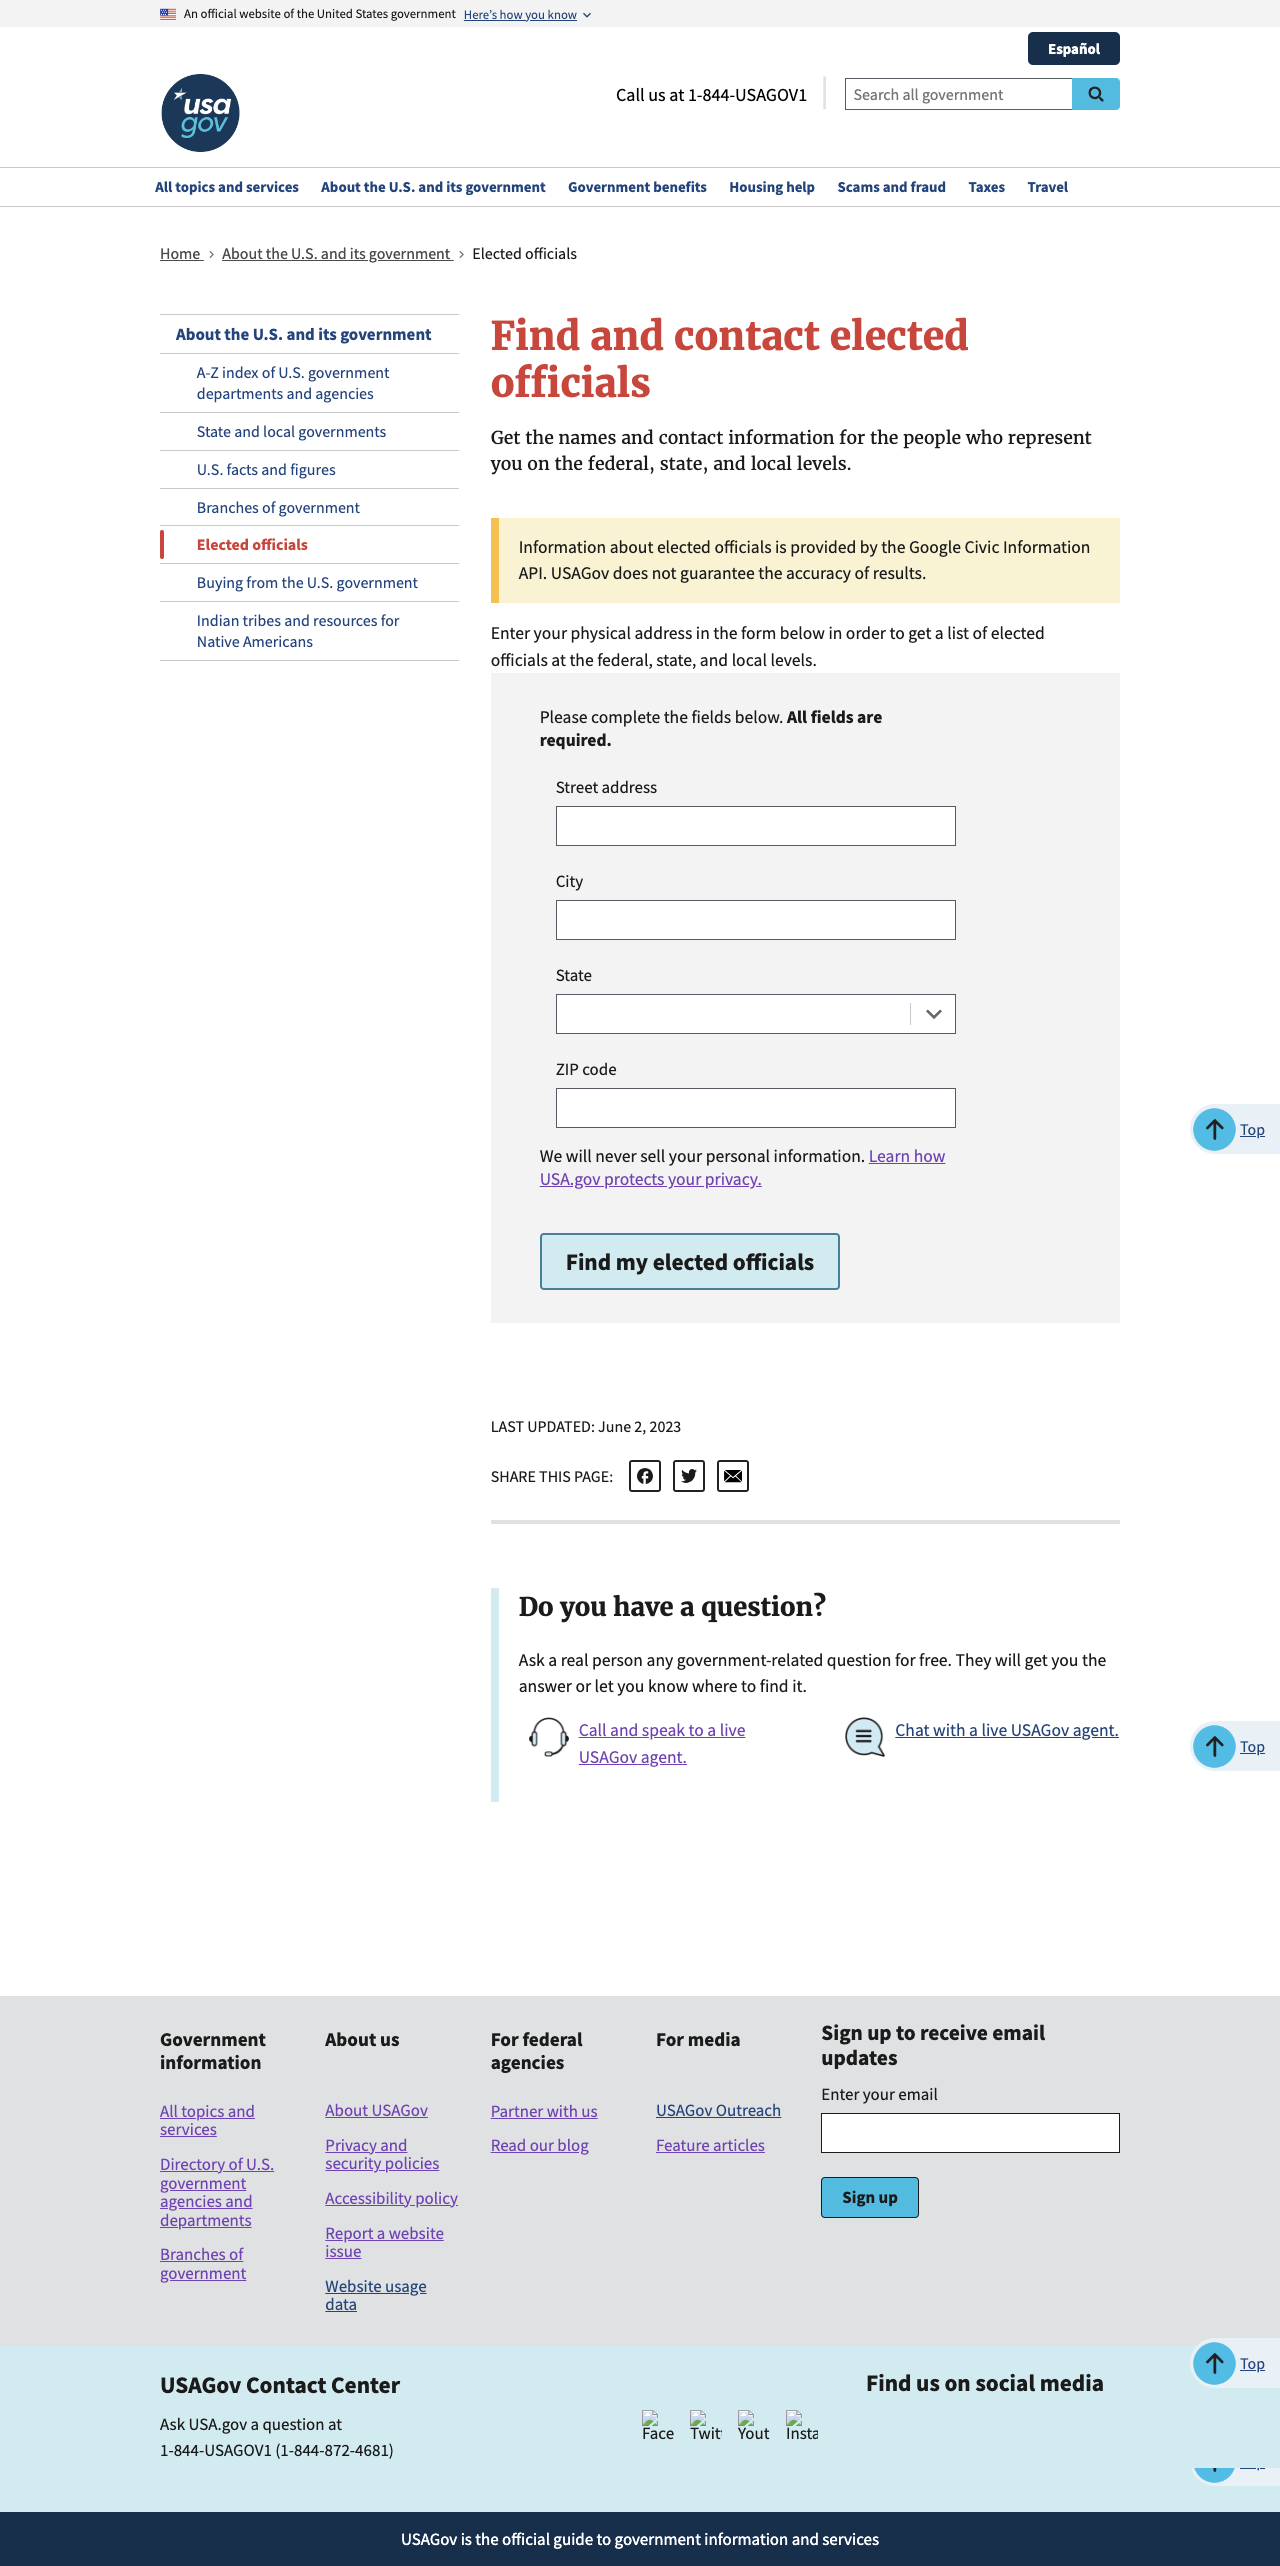 An official website of the United States government Here's how you know
Español
usa
gov
Call us at 1-844-USAGOV1
Search all government
All topics and services About the U.S. and its government Government benefits Housing help Scams and fraud Taxes Travel
Home › About the U.S. and its government › Elected officials
About the U.S. and its government
A-Z index of U.S. government
departments and agencies
State and local governments
U.S. facts and figures
Branches of government
Elected officials
Buying from the U.S. government
Indian tribes and resources for
Native Americans
Find and contact elected
officials
Get the names and contact information for the people who represent
you on the federal, state, and local levels.
Information about elected officials is provided by the Google Civic Information
API. USAGov does not guarantee the accuracy of results.
Enter your physical address in the form below in order to get a list of elected
officials at the federal, state, and local levels.
Please complete the fields below. All fields are
required.
Street address
City
State
ZIP code
We will never sell your personal information. Learn how
USA.gov protects your privacy.
Find my elected officials
Top
LAST UPDATED: June 2, 2023
SHARE THIS PAGE:
Do you have a question?
Ask a real person any government-related question for free. They will get you the
answer or let you know where to find it.
Call and speak to a live
USAGov agent.
Chat with a live USAGov agent.
Top
Government
information
All topics and
services
Directory of U.S.
government
agencies and
departments
Branches of
government
About us
About USAGov
Privacy and
security policies
Accessibility policy
Report a website
issue
Website usage
data
For federal
agencies
Partner with us
Read our blog
For media
USAGov Outreach
Feature articles
Sign up to receive email
updates
Enter your email
Sign up
Top
USAGov Contact Center
Ask USA.gov a question at
1-844-USAGOV1 (1-844-872-4681)
Find us on social media
Face Twit Yout Insta
USAGov is the official guide to government information and services